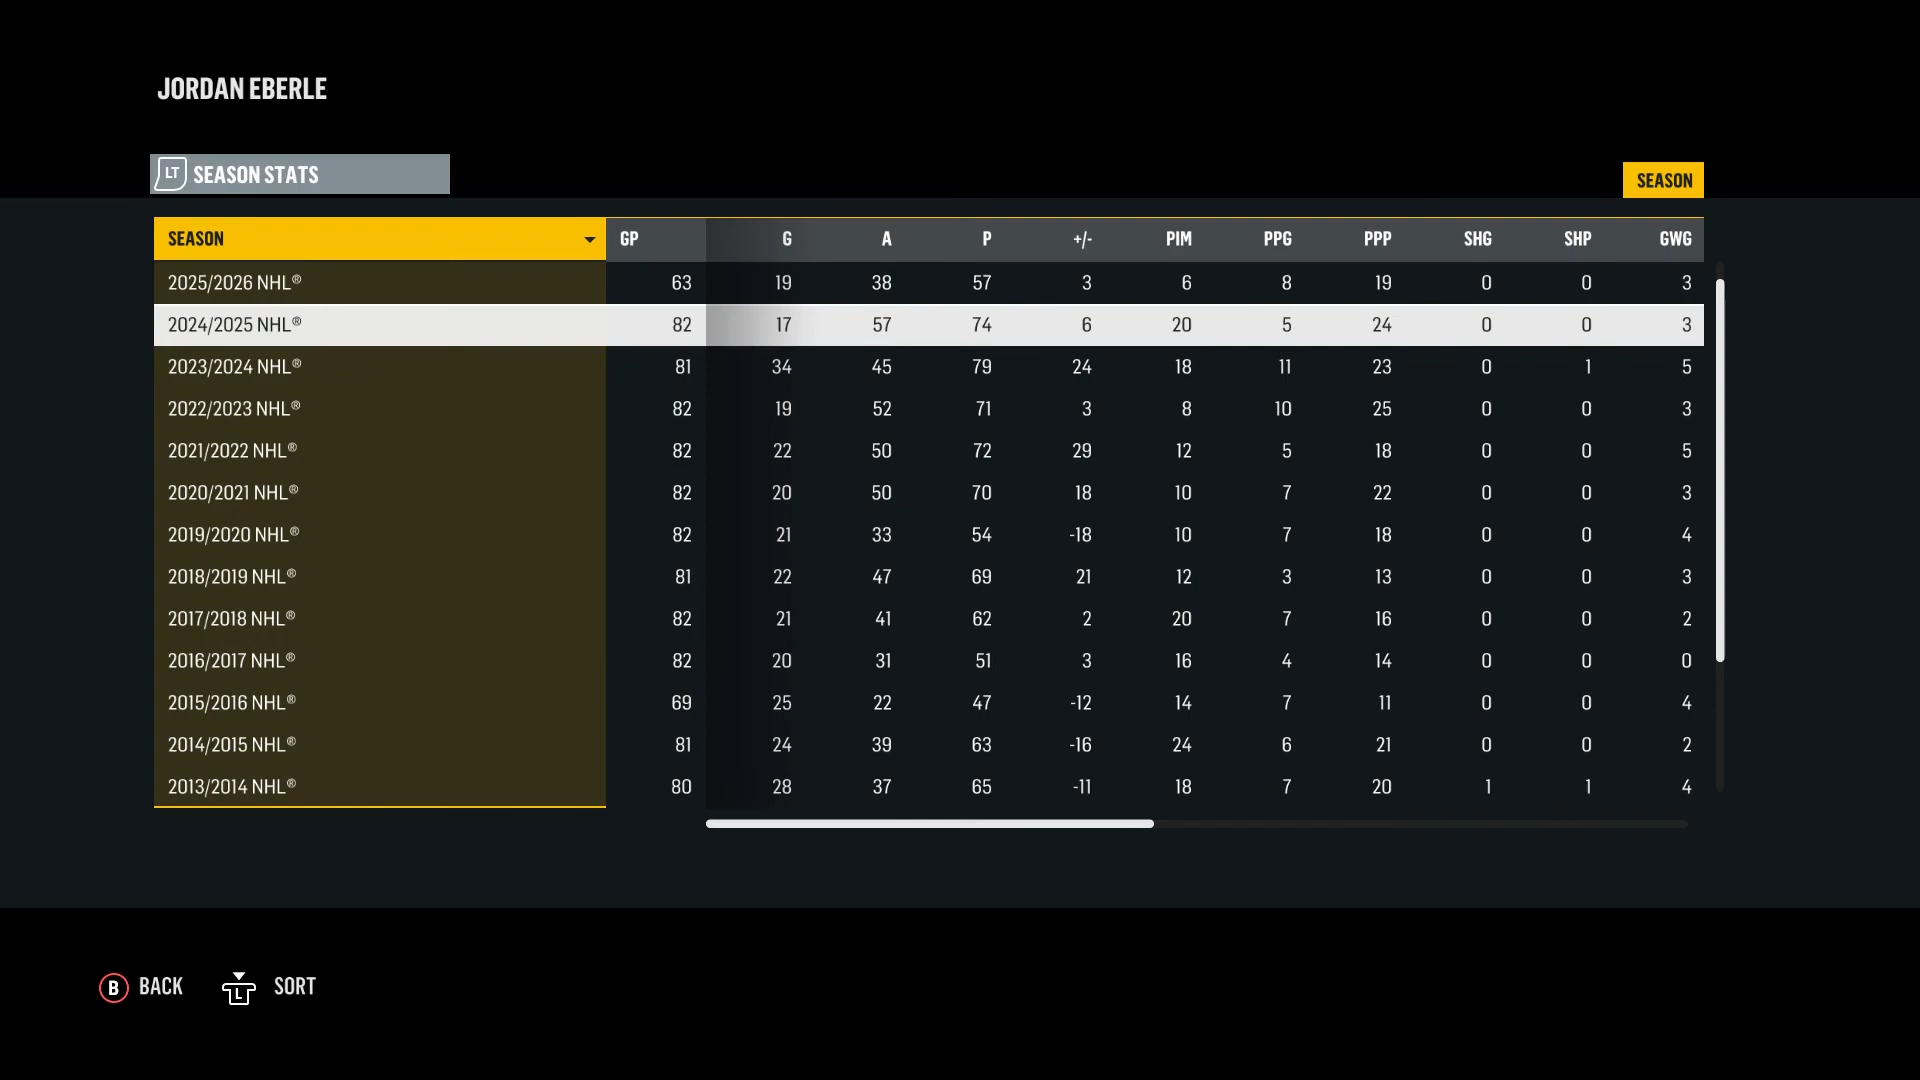 JORDAN EBERLE
LT SEASON STATS
SEASON
SEASON GP G A P +/- PIM PPG PPP SHG SHP GWG
2025/2026 NHL® 63 19 38 57 3 6 8 19 0 0 3
2024/2025 NHL® 82 17 57 74 6 20 5 24 0 0 3
2023/2024 NHL® 81 34 45 79 24 18 11 23 0 1 5
2022/2023 NHL® 82 19 52 71 3 8 10 25 0 0 3
2021/2022 NHL® 82 22 50 72 29 12 5 18 0 0 5
2020/2021 NHL® 82 20 50 70 18 10 7 22 0 0 3
2019/2020 NHL® 82 21 33 54 -18 10 7 18 0 0 4
2018/2019 NHL® 81 22 47 69 21 12 3 13 0 0 3
2017/2018 NHL® 82 21 41 62 2 20 7 16 0 0 2
2016/2017 NHL® 82 20 31 51 3 16 4 14 0 0 0
2015/2016 NHL® 69 25 22 47 -12 14 7 11 0 0 4
2014/2015 NHL® 81 24 39 63 -16 24 6 21 0 0 2
2013/2014 NHL® 80 28 37 65 -11 18 7 20 1 1 4
B BACK L SORT